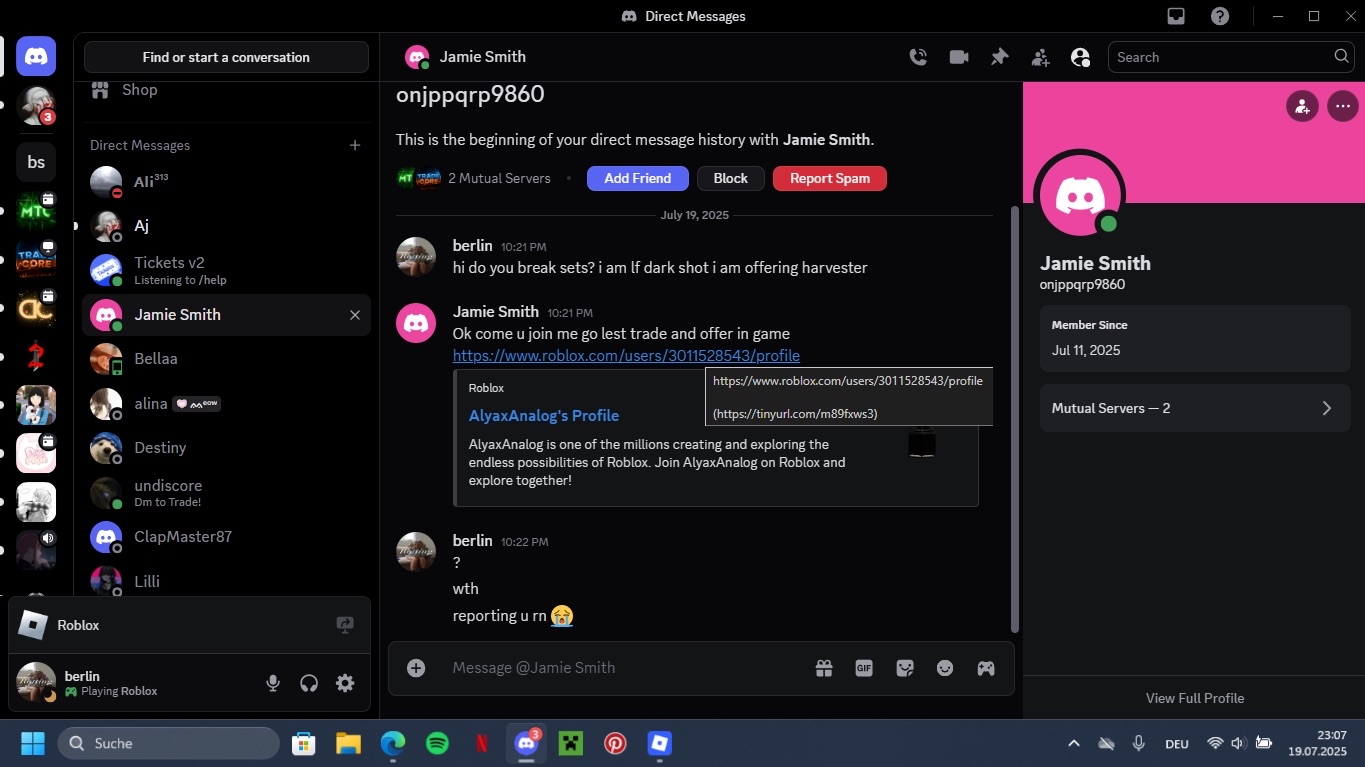 Direct Messages
Find or start a conversation
Jamie Smith
Search
3
bs
Shop
Direct Messages
Ali³¹³
Aj
Tickets v2
Listening to /help
Jamie Smith
Bellaa
alina
Destiny
undiscore
Dm to Trade!
ClapMaster87
Lilli
Roblox
berlin
Playing Roblox
onjppqrp9860
This is the beginning of your direct message history with Jamie Smith.
2 Mutual Servers
Add Friend
Block
Report Spam
July 19, 2025
berlin 10:21 PM
hi do you break sets? i am lf dark shot i am offering harvester
Jamie Smith 10:21 PM
Ok come u join me go lest trade and offer in game
https://www.roblox.com/users/3011528543/profile
https://www.roblox.com/users/3011528543/profile
(https://tinyurl.com/m89fxws3)
Roblox
AlyaxAnalog's Profile
AlyaxAnalog is one of the millions creating and exploring the
endless possibilities of Roblox. Join AlyaxAnalog on Roblox and
explore together!
berlin 10:22 PM
?
wth
reporting u rn 😭
Message @Jamie Smith
GIF
Jamie Smith
onjppqrp9860
Member Since
Jul 11, 2025
Mutual Servers — 2
View Full Profile
Suche
3
DEU
23:07
19.07.2025